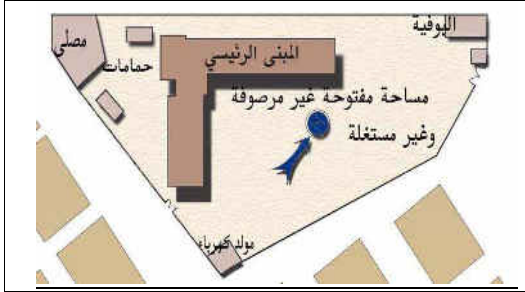 البوفية
مصلى
المبنى الرئيسي
حمامات
مساحة مفتوحة غير مرصوفة
وغير مستغلة
مولد كهرباء